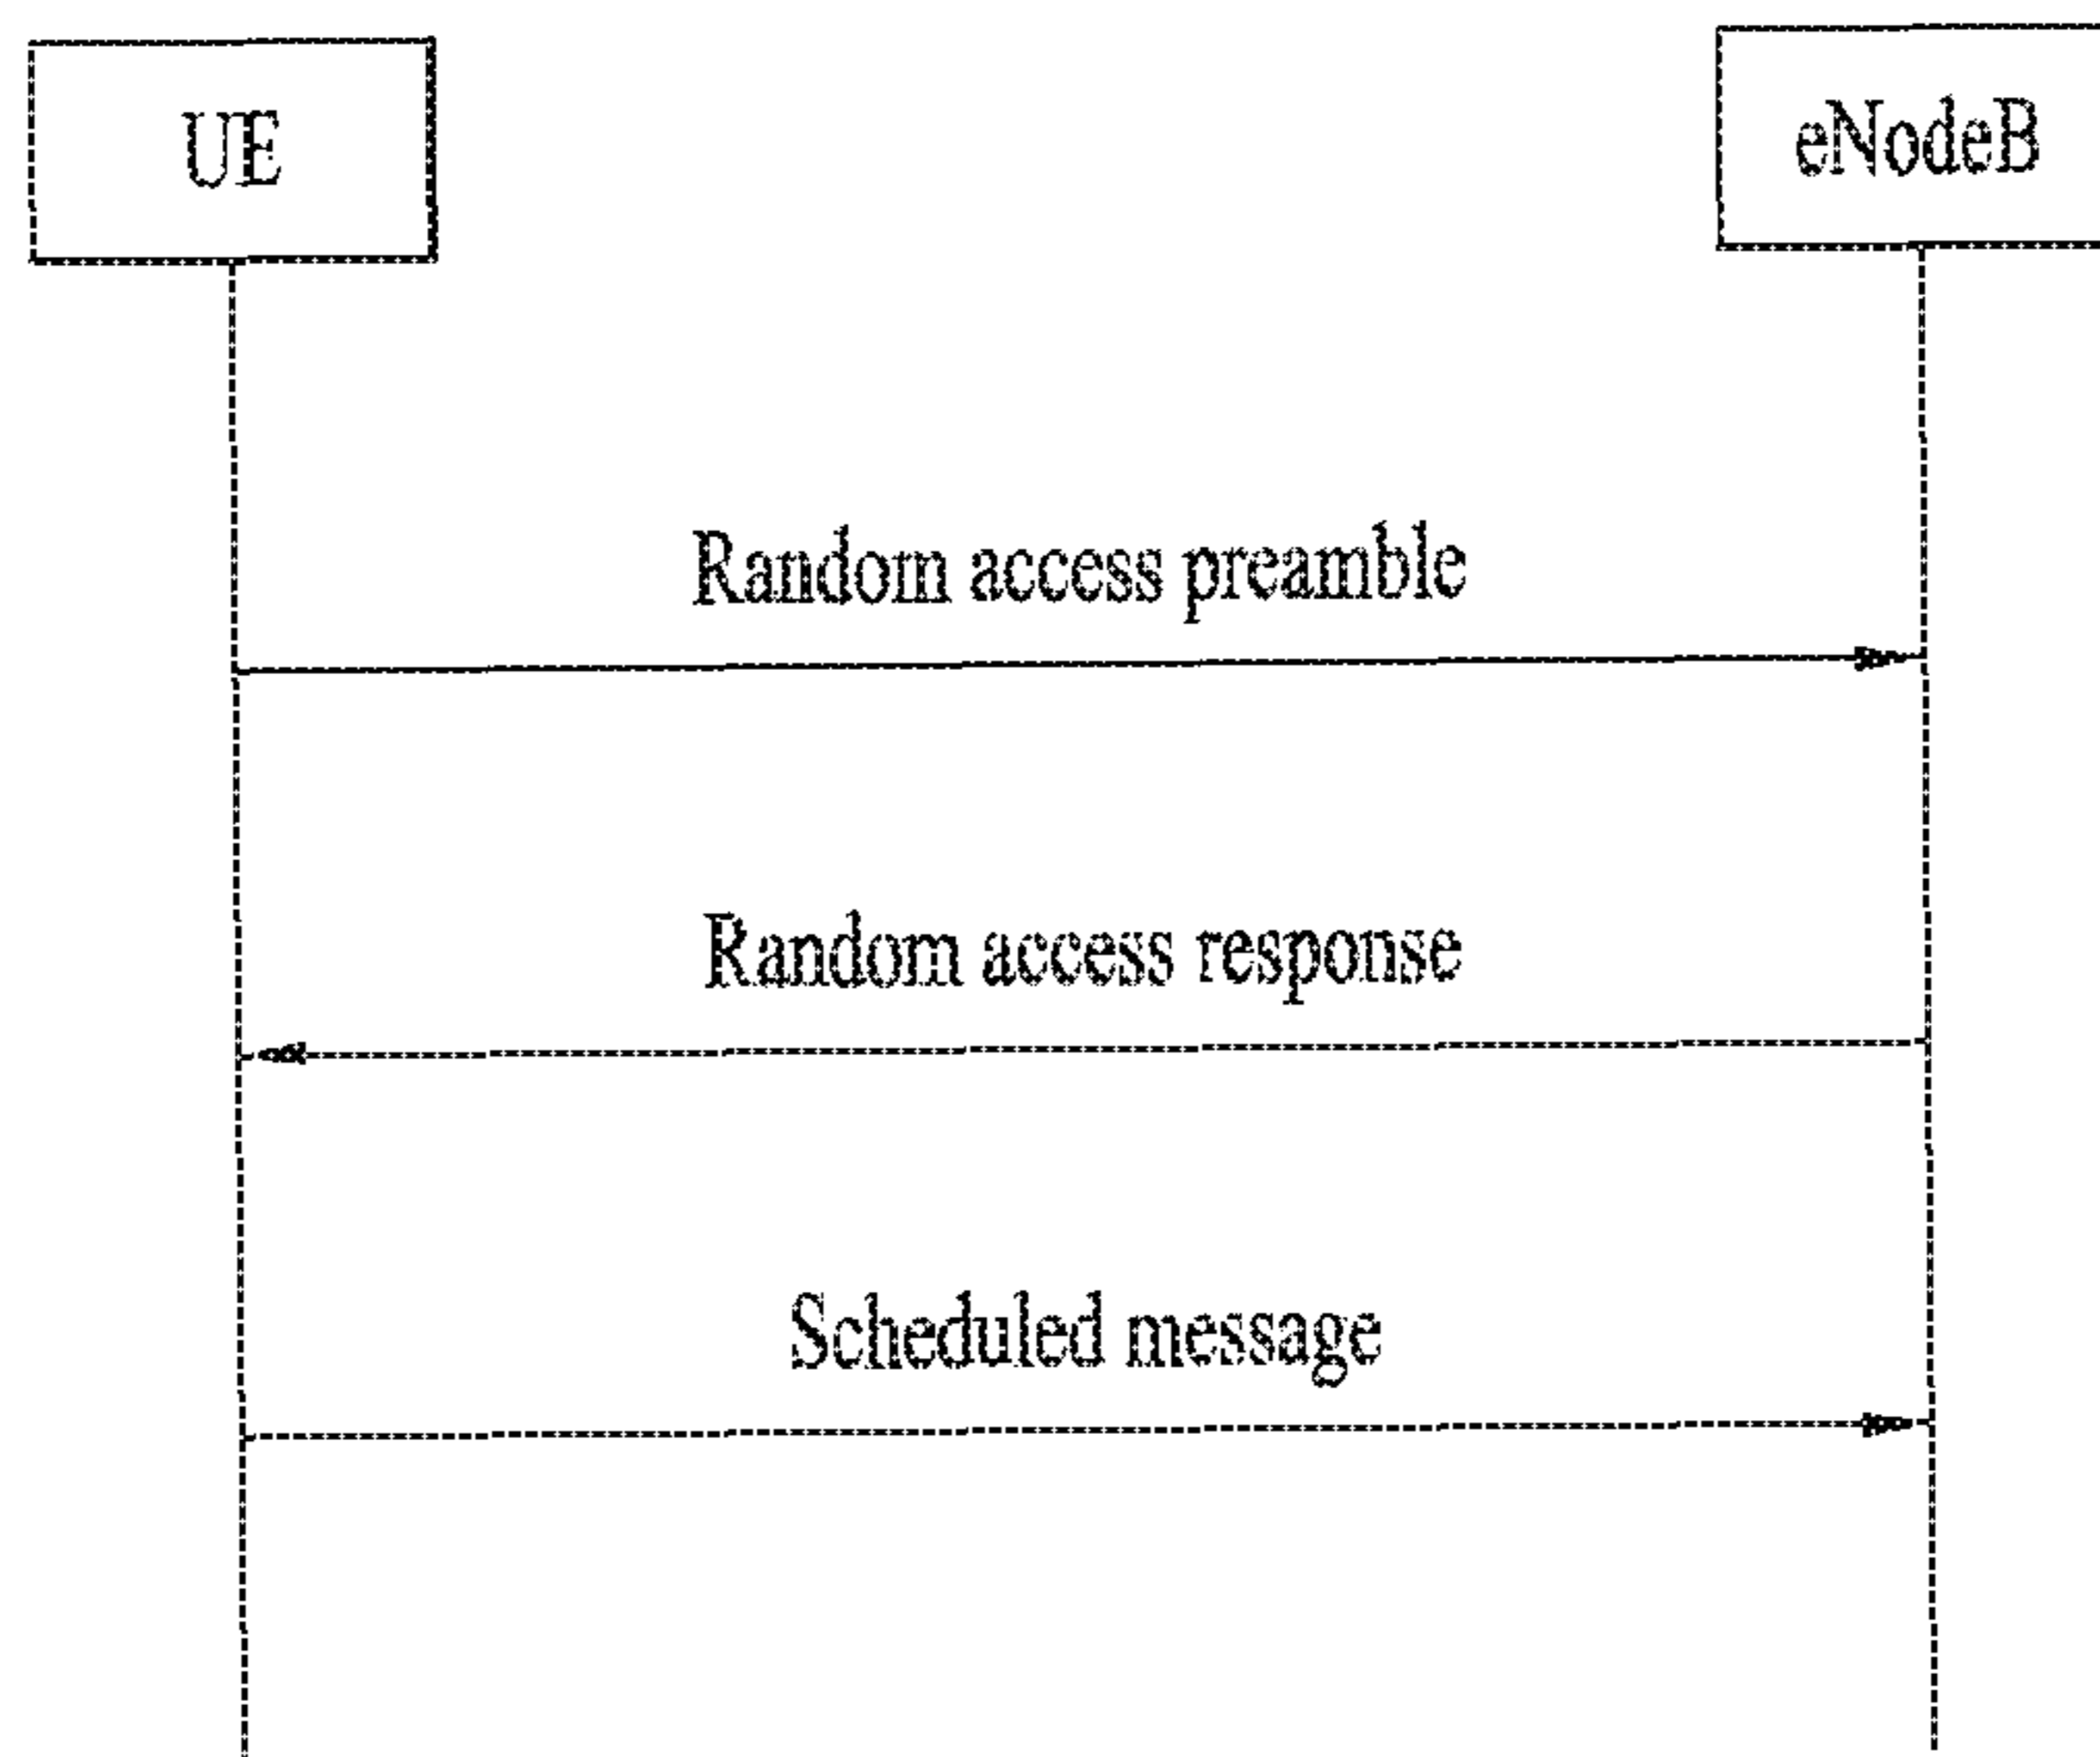 UE
eNodeB
Random access preamble
Random access response
Scheduled message